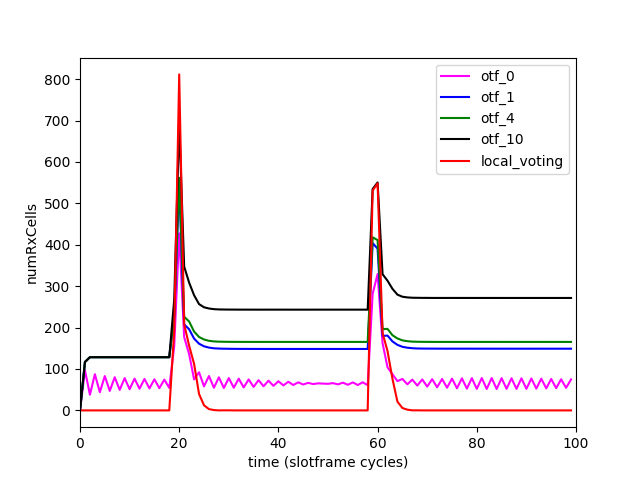 800
700
600
500
400
300
200
100
0
numRxCells
otf_0
otf_1
otf_4
otf_10
local_voting
0 20 40 60 80 100
time (slotframe cycles)